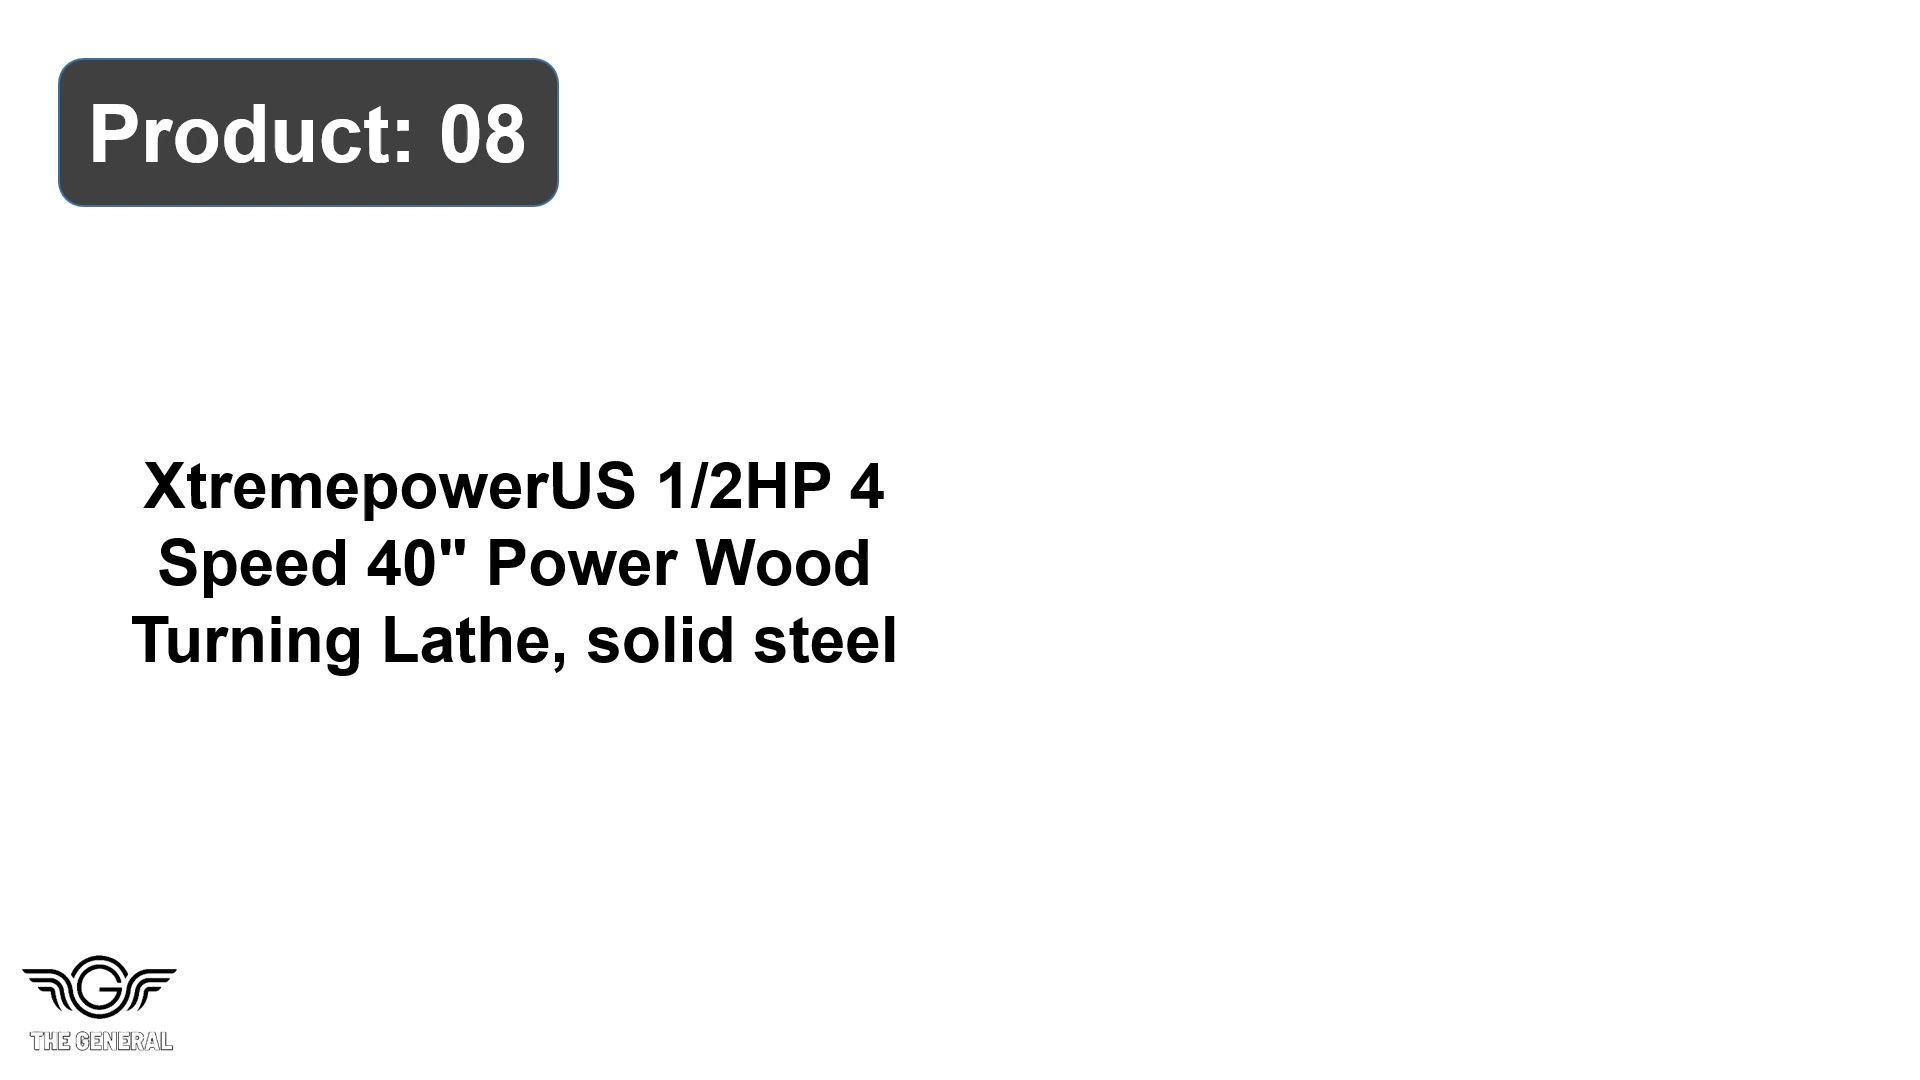 Product: 08
XtremepowerUS 1/2HP 4
Speed 40" Power Wood
Turning Lathe, solid steel
G
THE GENERAL